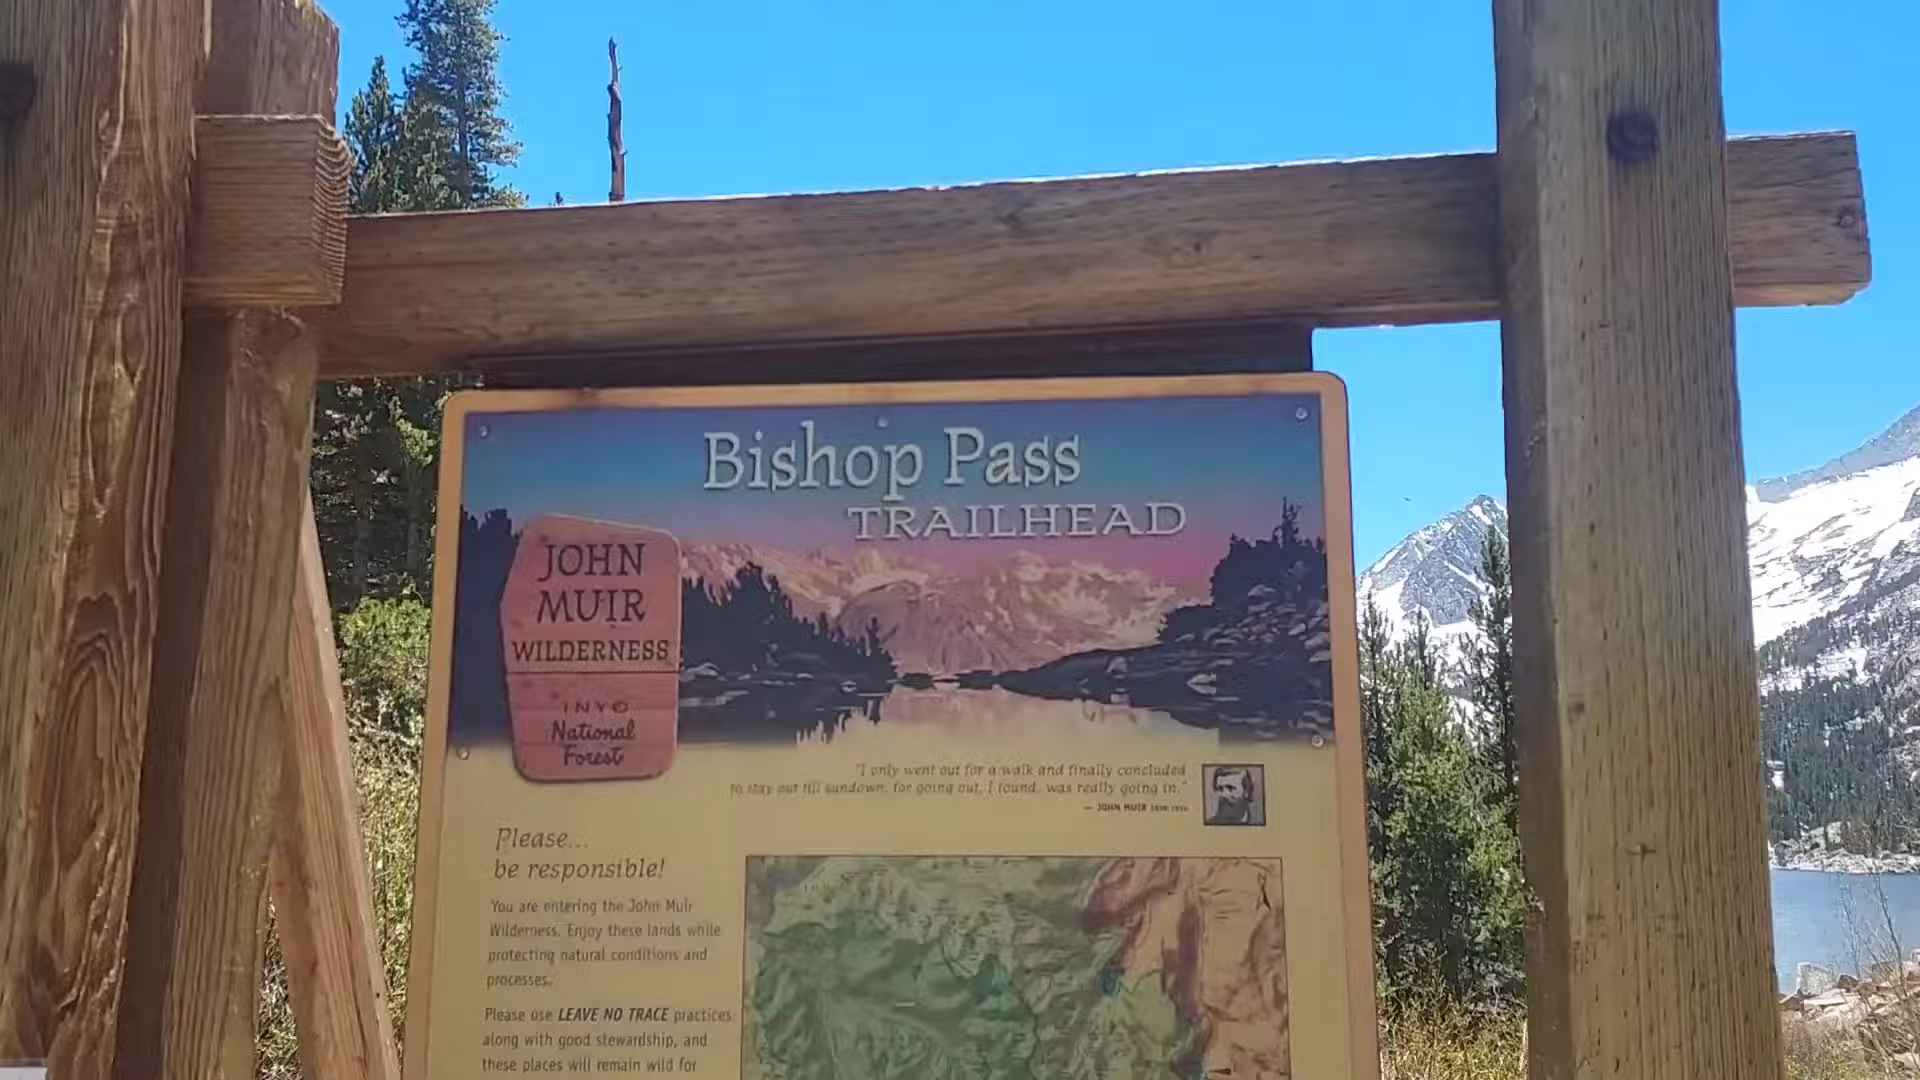 Bishop Pass
TRAILHEAD
JOHN
MUIR
WILDERNESS
INYO
National
Forest
"I only went out for a walk and finally concluded
to stay out till sundown, for going out, I found, was really going in."
— JOHN MUIR
Please...
be responsible!
You are entering the John Muir
Wilderness. Enjoy these lands while
protecting natural conditions and
processes.
Please use LEAVE NO TRACE practices
along with good stewardship, and
these places will remain wild for